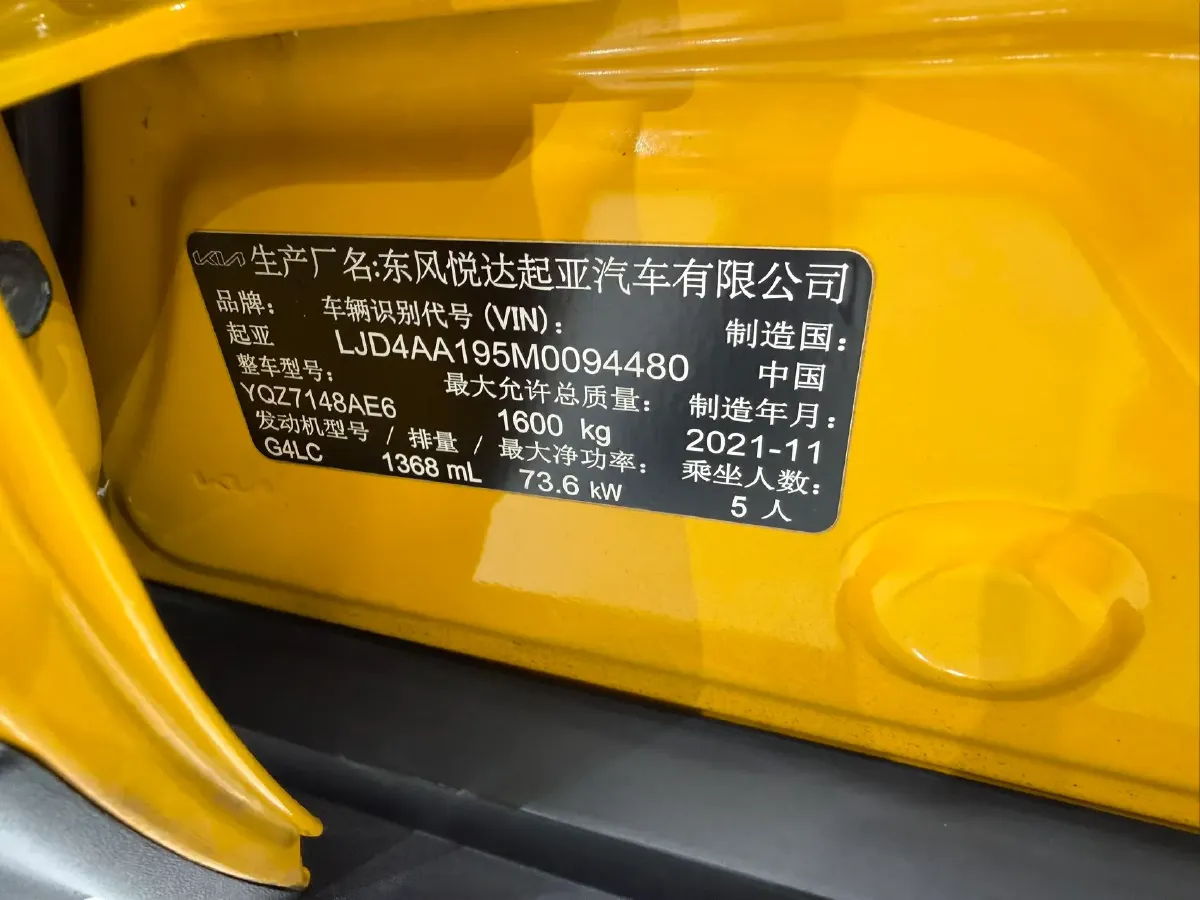 KIA 生产厂名:东风悦达起亚汽车有限公司
品牌: 车辆识别代号 (VIN): 制造国:
起亚 LJD4AA195M0094480 中国
整车型号: 最大允许总质量: 制造年月:
YQZ7148AE6 1600 kg 2021-11
发动机型号 / 排量 / 最大净功率: 乘坐人数:
G4LC 1368 mL 73.6 kW 5 人